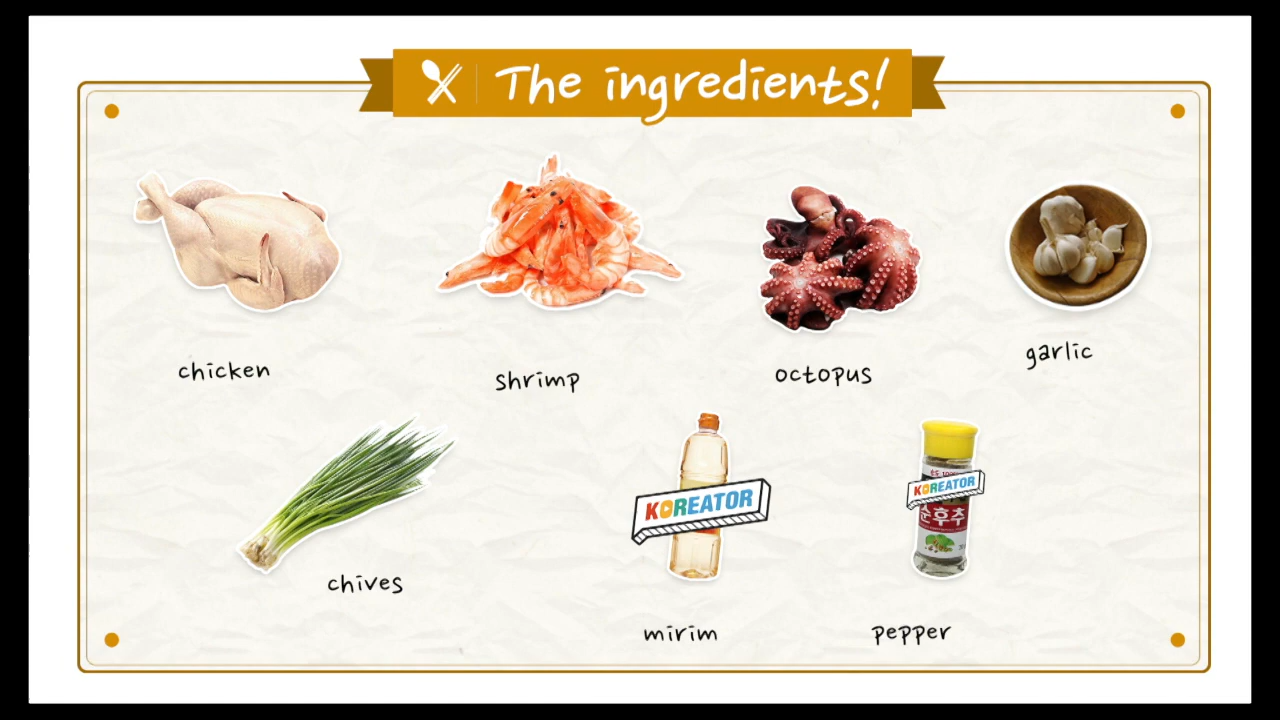 The ingredients!
chicken
shrimp
octopus
garlic
chives
KOREATOR
mirim
KOREATOR
순후추
pepper